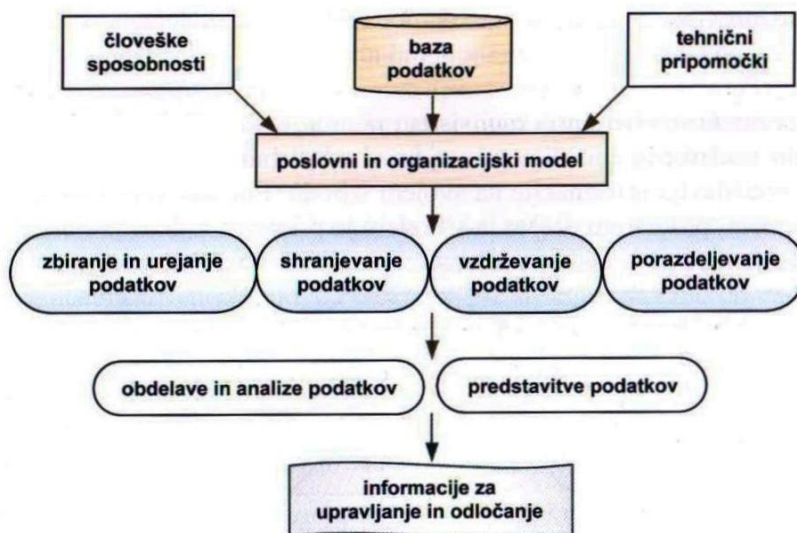 človeške
sposobnosti
baza
podatkov
tehnični
pripomočki
poslovni in organizacijski model
zbiranje in urejanje
podatkov
shranjevanje
podatkov
vzdrževanje
podatkov
porazdeljevanje
podatkov
obdelave in analize podatkov
predstavitve podatkov
informacije za
upravljanje in odločanje